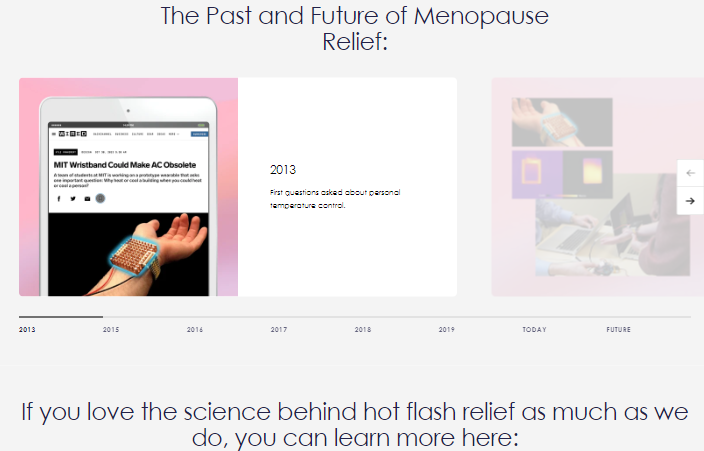 The Past and Future of Menopause
Relief:
WIRED
MIT Wristband Could Make AC Obsolete
A team of students at MIT is working on a prototype wearable that asks
one important question: Why heat or cool a building when you could heat
or cool a person?
2013
First questions asked about personal
temperature control.
2013
2015
2016
2017
2018
2019
TODAY
FUTURE
If you love the science behind hot flash relief as much as we
do, you can learn more here: